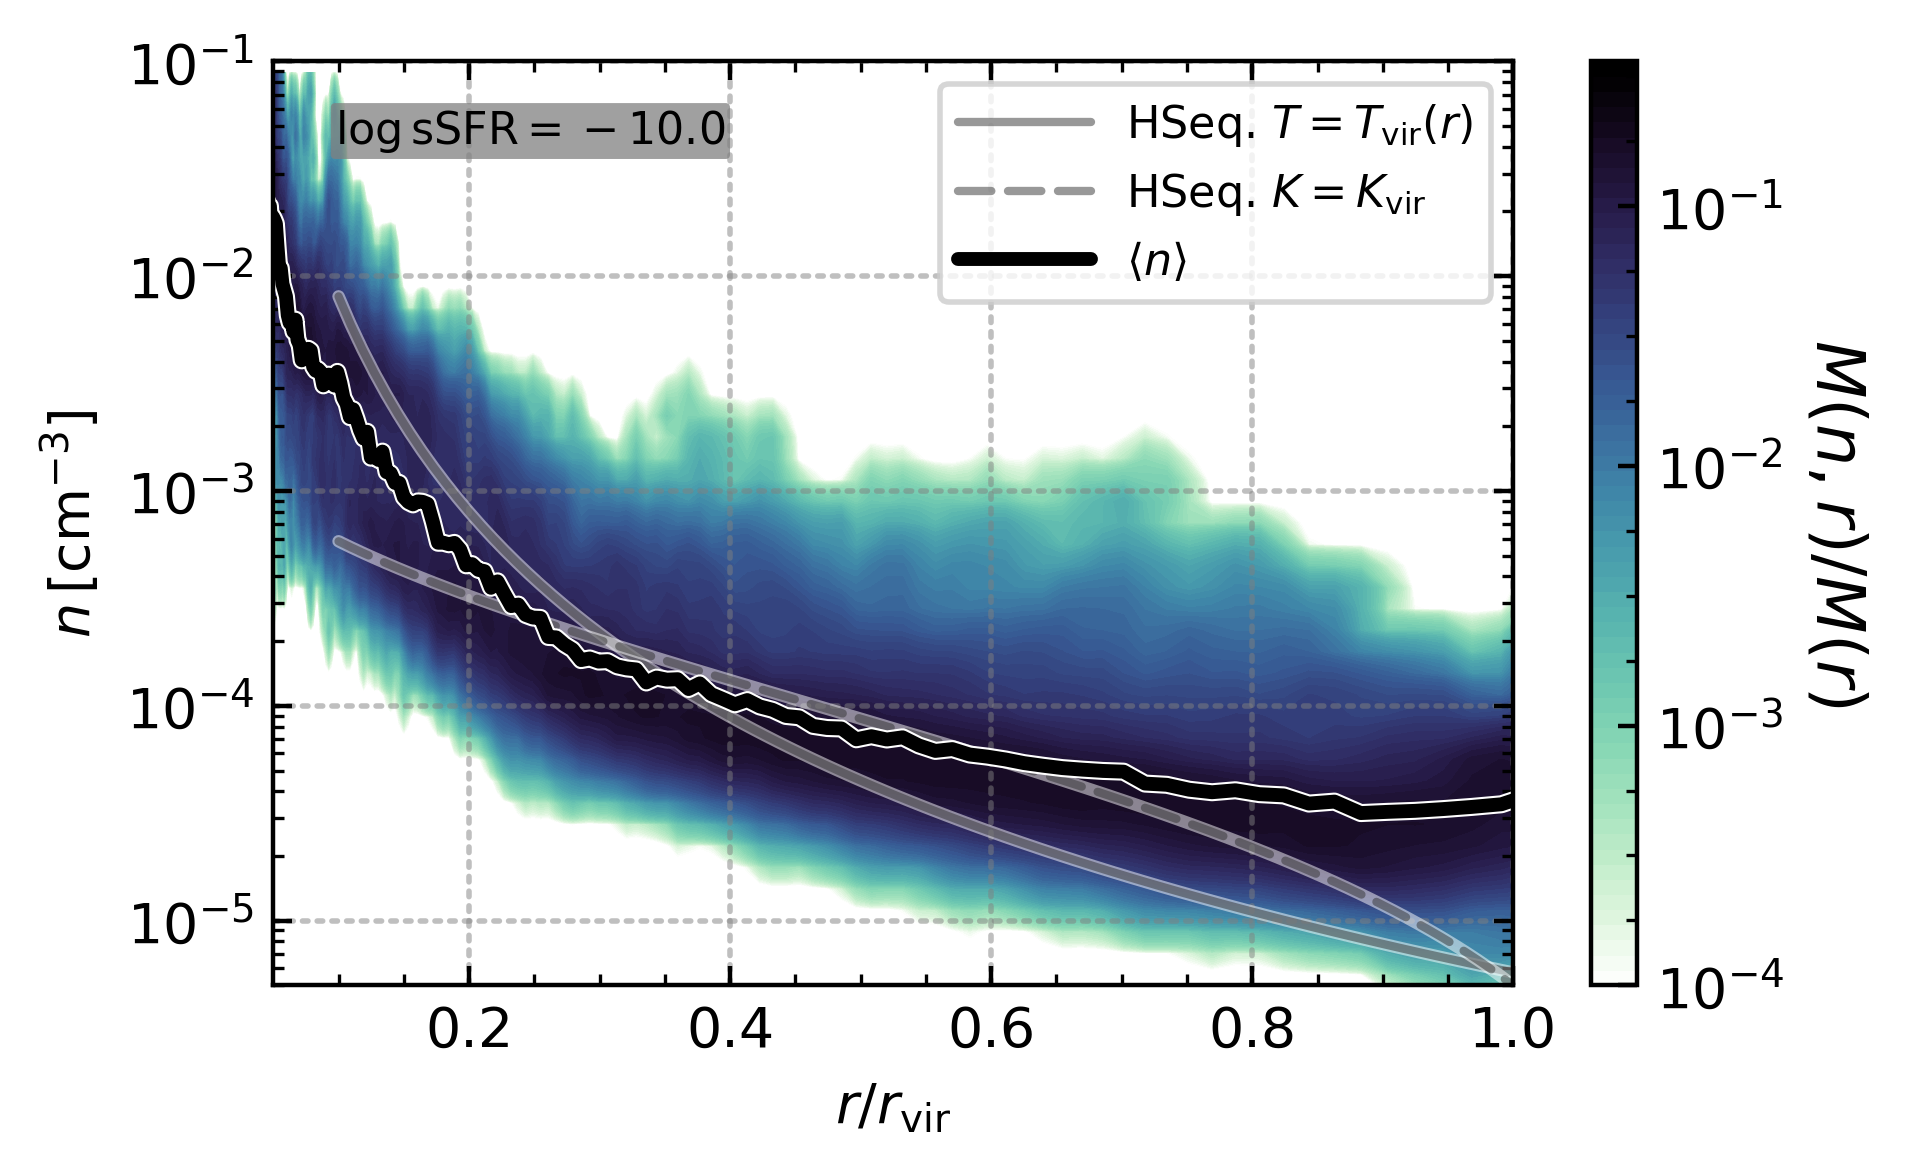 10⁻¹
10⁻²
10⁻³
10⁻⁴
10⁻⁵
n [cm⁻³]
log sSFR = −10.0
HSeq. T = T_vir(r)
HSeq. K = K_vir
⟨n⟩
0.2 0.4 0.6 0.8 1.0
r/r_vir
10⁻¹
10⁻²
10⁻³
10⁻⁴
M(n, r)/M(r)